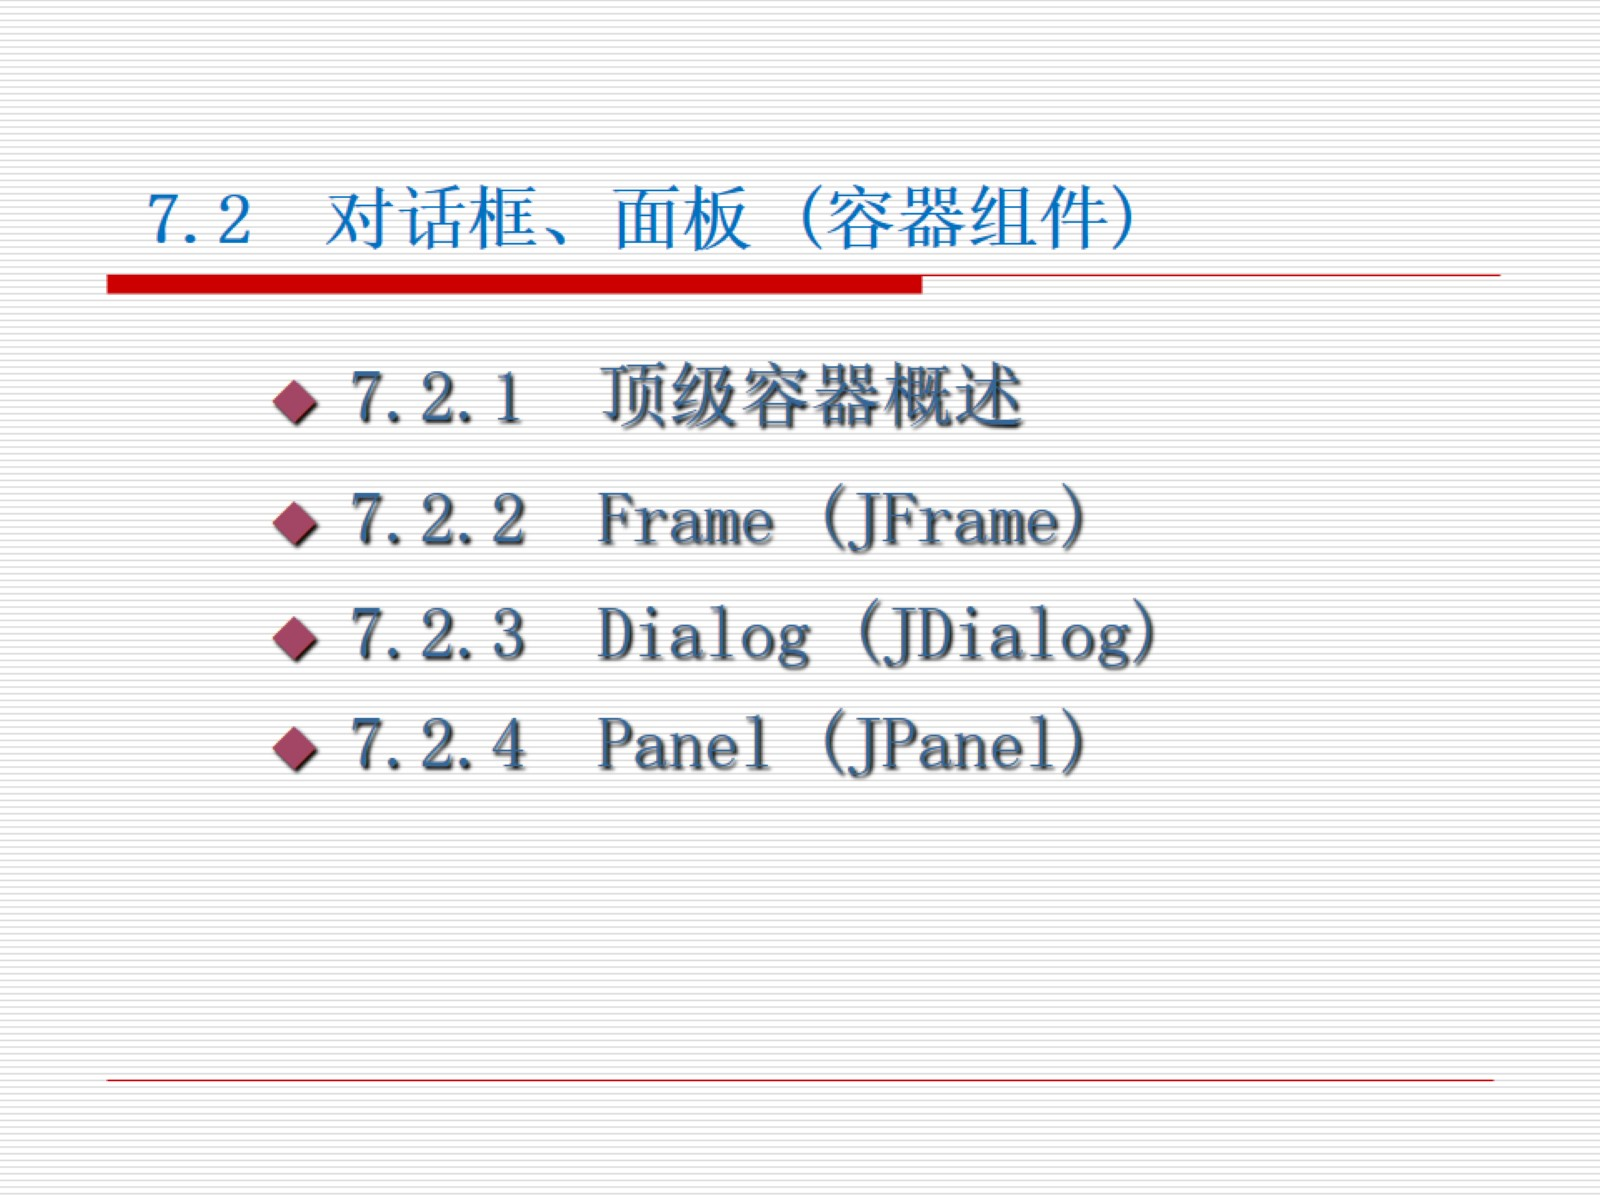 7.2 对话框、面板（容器组件）
◆ 7.2.1 顶级容器概述
◆ 7.2.2 Frame（JFrame）
◆ 7.2.3 Dialog（JDialog）
◆ 7.2.4 Panel（JPanel）